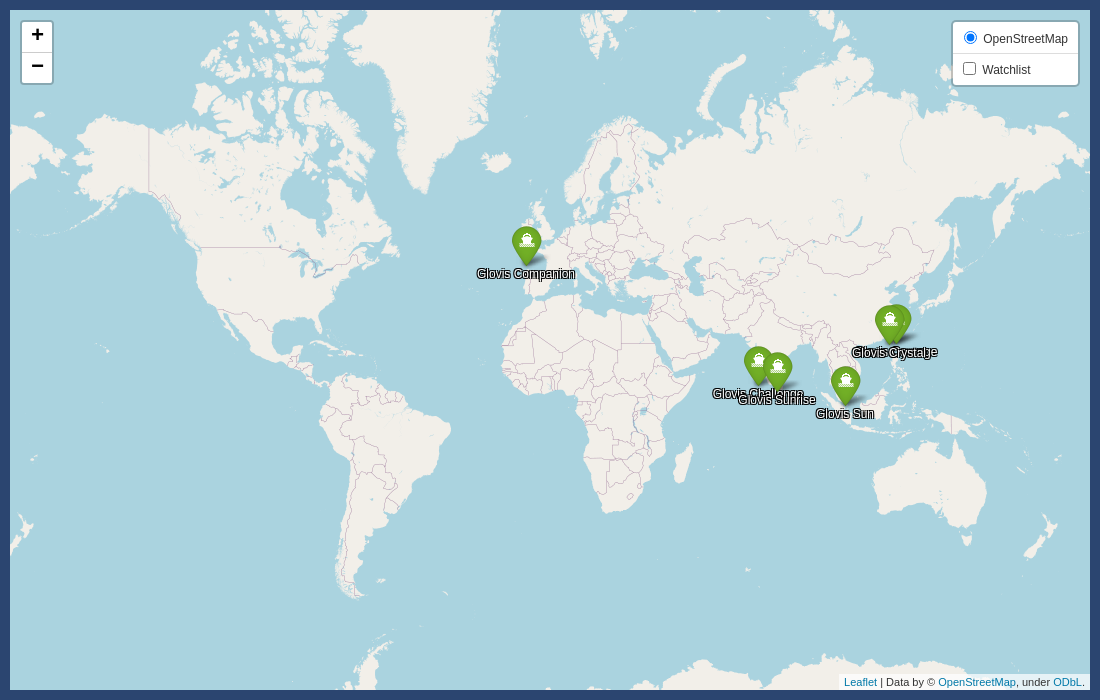 +
−
OpenStreetMap
Watchlist
Glovis Companion
Glovis Crystal
Glovis Challenge
Glovis Sunrise
Glovis Sun
Leaflet | Data by © OpenStreetMap, under ODbL.